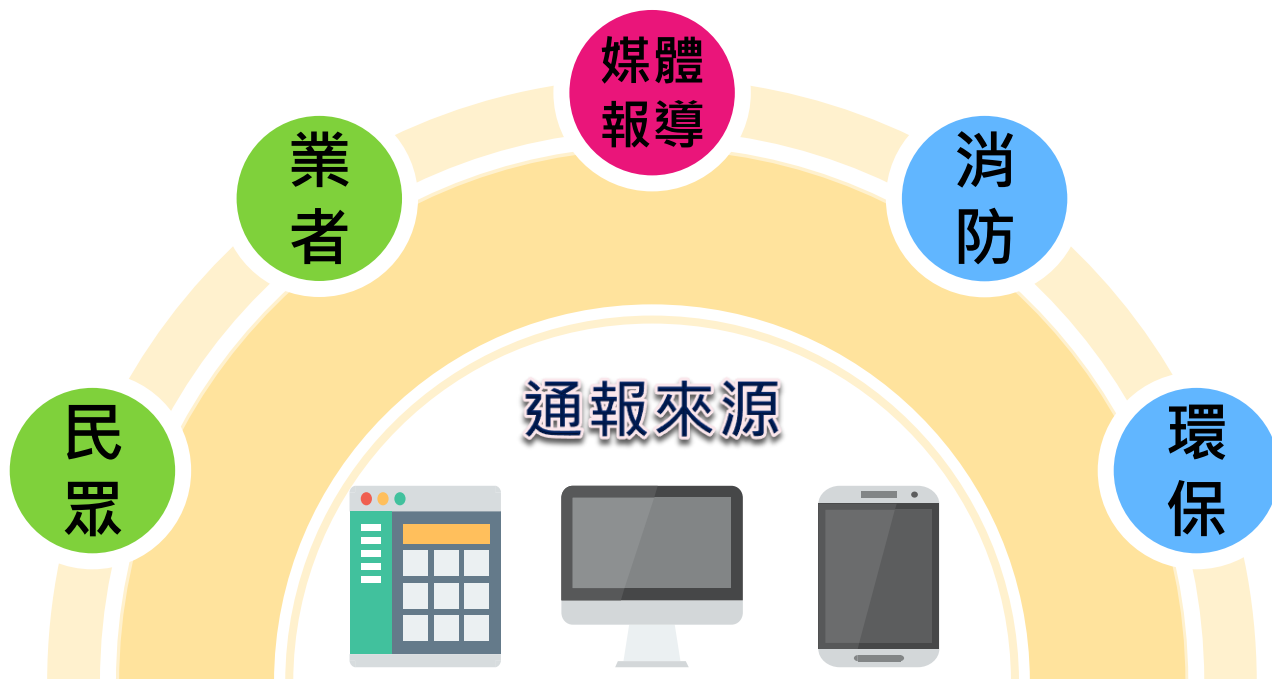 媒體
報導
業
者
消
防
民
眾
環
保
通報來源